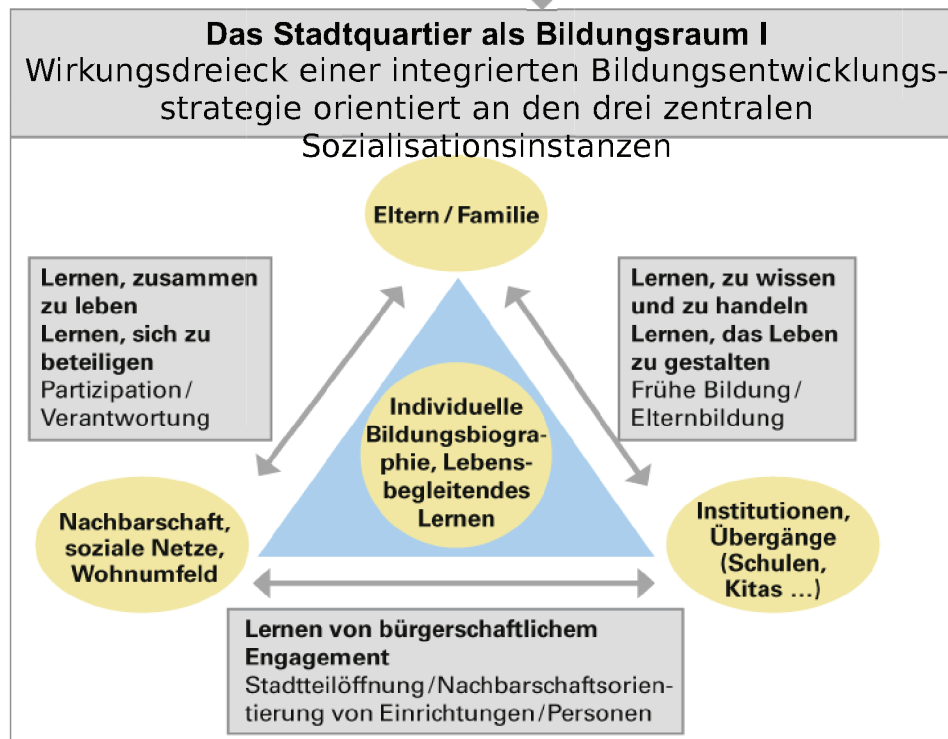 Das Stadtquartier als Bildungsraum I
Wirkungsdreieck einer integrierten Bildungsentwicklungs-
strategie orientiert an den drei zentralen
Sozialisationsinstanzen
Eltern / Familie
Lernen, zusammen
zu leben
Lernen, sich zu
beteiligen
Partizipation /
Verantwortung
Lernen, zu wissen
und zu handeln
Lernen, das Leben
zu gestalten
Frühe Bildung /
Elternbildung
Individuelle
Bildungsbiogra-
phie, Lebens-
begleitendes
Lernen
Nachbarschaft,
soziale Netze,
Wohnumfeld
Institutionen,
Übergänge
(Schulen,
Kitas ...)
Lernen von bürgerschaftlichem
Engagement
Stadtteilöffnung / Nachbarschaftsorien-
tierung von Einrichtungen / Personen